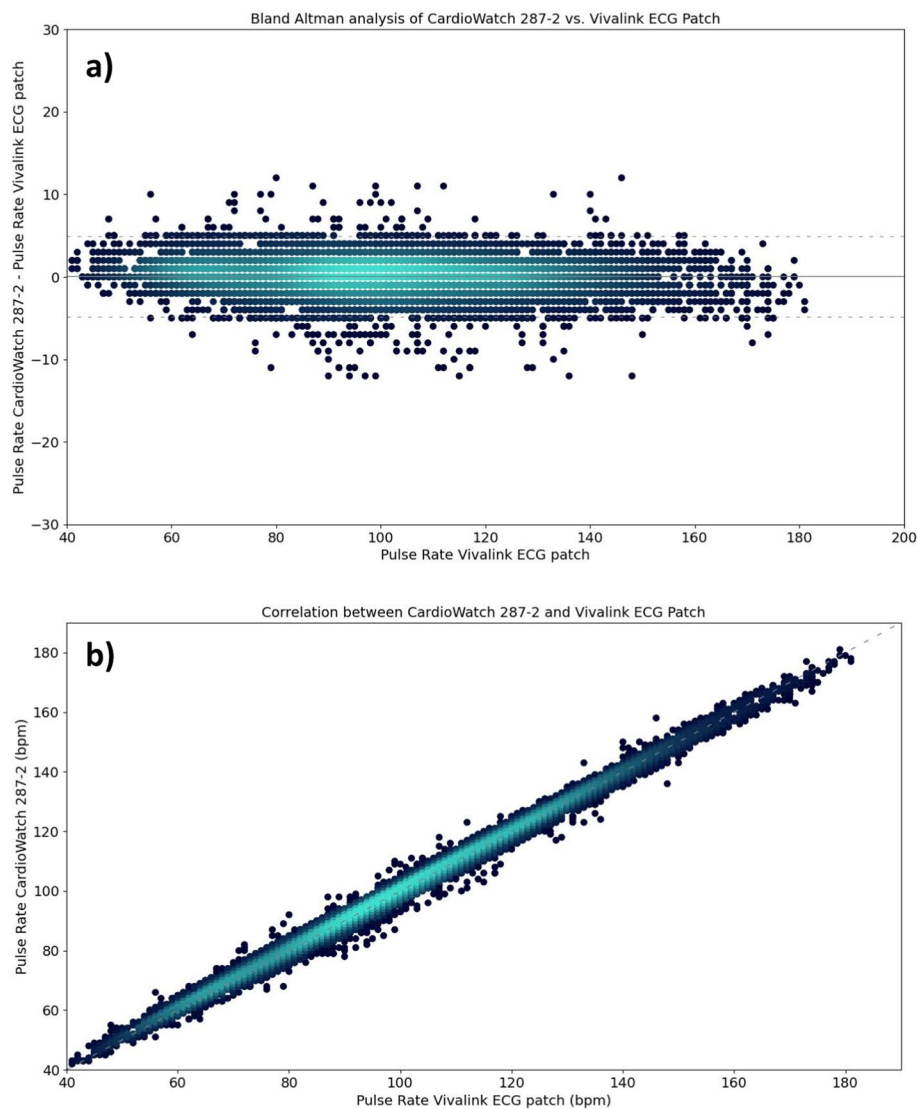 Bland Altman analysis of CardioWatch 287-2 vs. Vivalink ECG Patch
a)
Pulse Rate CardioWatch 287-2 - Pulse Rate Vivalink ECG patch
30
20
10
0
−10
−20
−30
40 60 80 100 120 140 160 180 200
Pulse Rate Vivalink ECG patch
Correlation between CardioWatch 287-2 and Vivalink ECG Patch
b)
Pulse Rate CardioWatch 287-2 (bpm)
180
160
140
120
100
80
60
40
40 60 80 100 120 140 160 180
Pulse Rate Vivalink ECG patch (bpm)